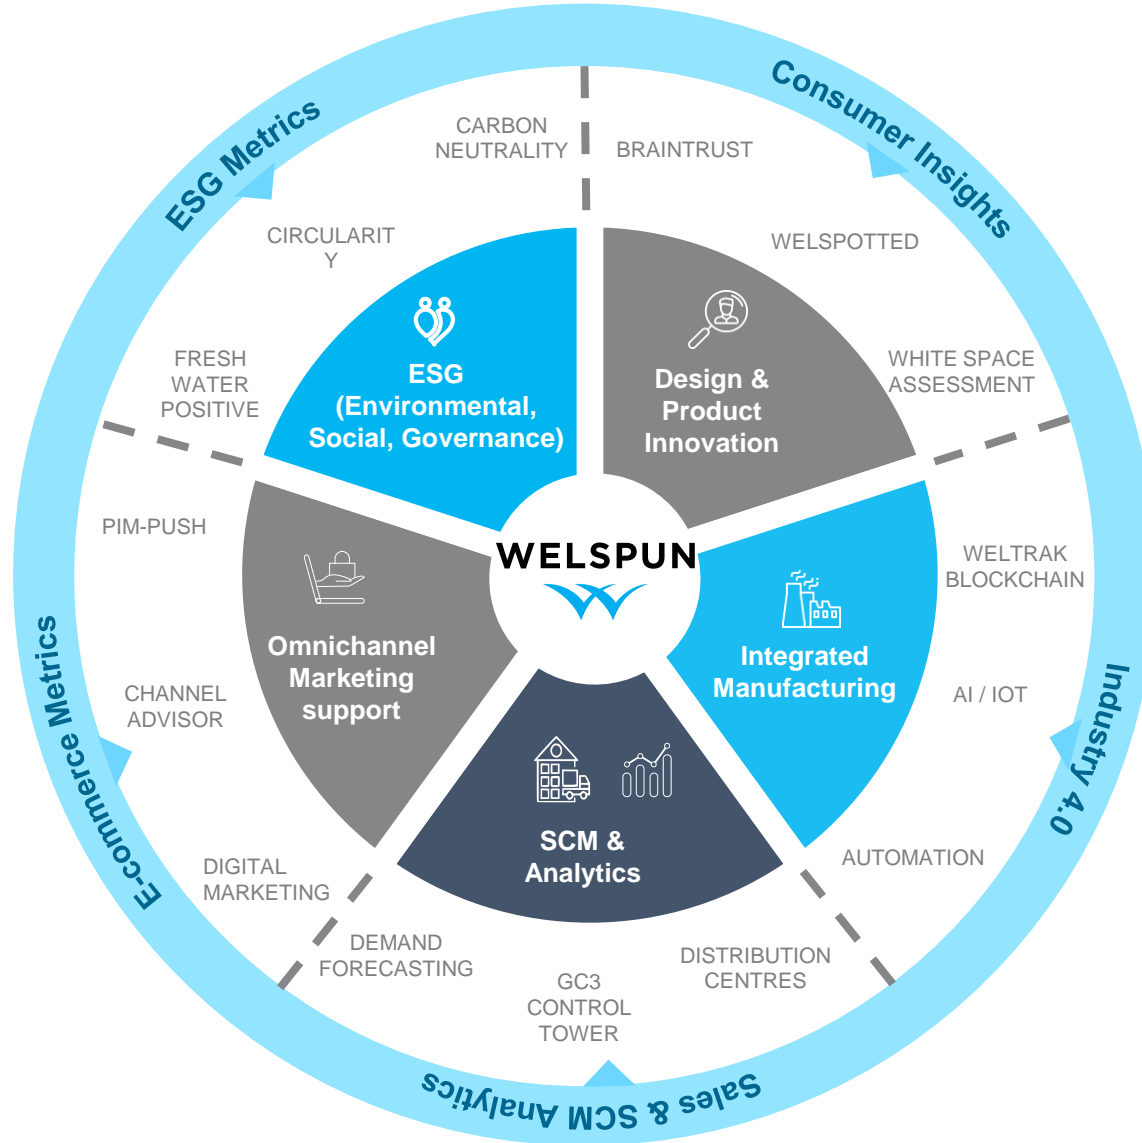 Consumer Insights
ESG Metrics
CARBON
NEUTRALITY
BRAINTRUST
CIRCULARIT
Y
WELSPOTTED
FRESH
WATER
POSITIVE
WHITE SPACE
ASSESSMENT
ESG
(Environmental,
Social, Governance)
Design &
Product
Innovation
WELSPUN
PIM-PUSH
WELTRAK
BLOCKCHAIN
Omnichannel
Marketing
support
Integrated
Manufacturing
CHANNEL
ADVISOR
AI / IOT
E-commerce Metrics
Industry 4.0
SCM &
Analytics
DIGITAL
MARKETING
AUTOMATION
DEMAND
FORECASTING
GC3
CONTROL
TOWER
DISTRIBUTION
CENTRES
Sales & SCM Analytics